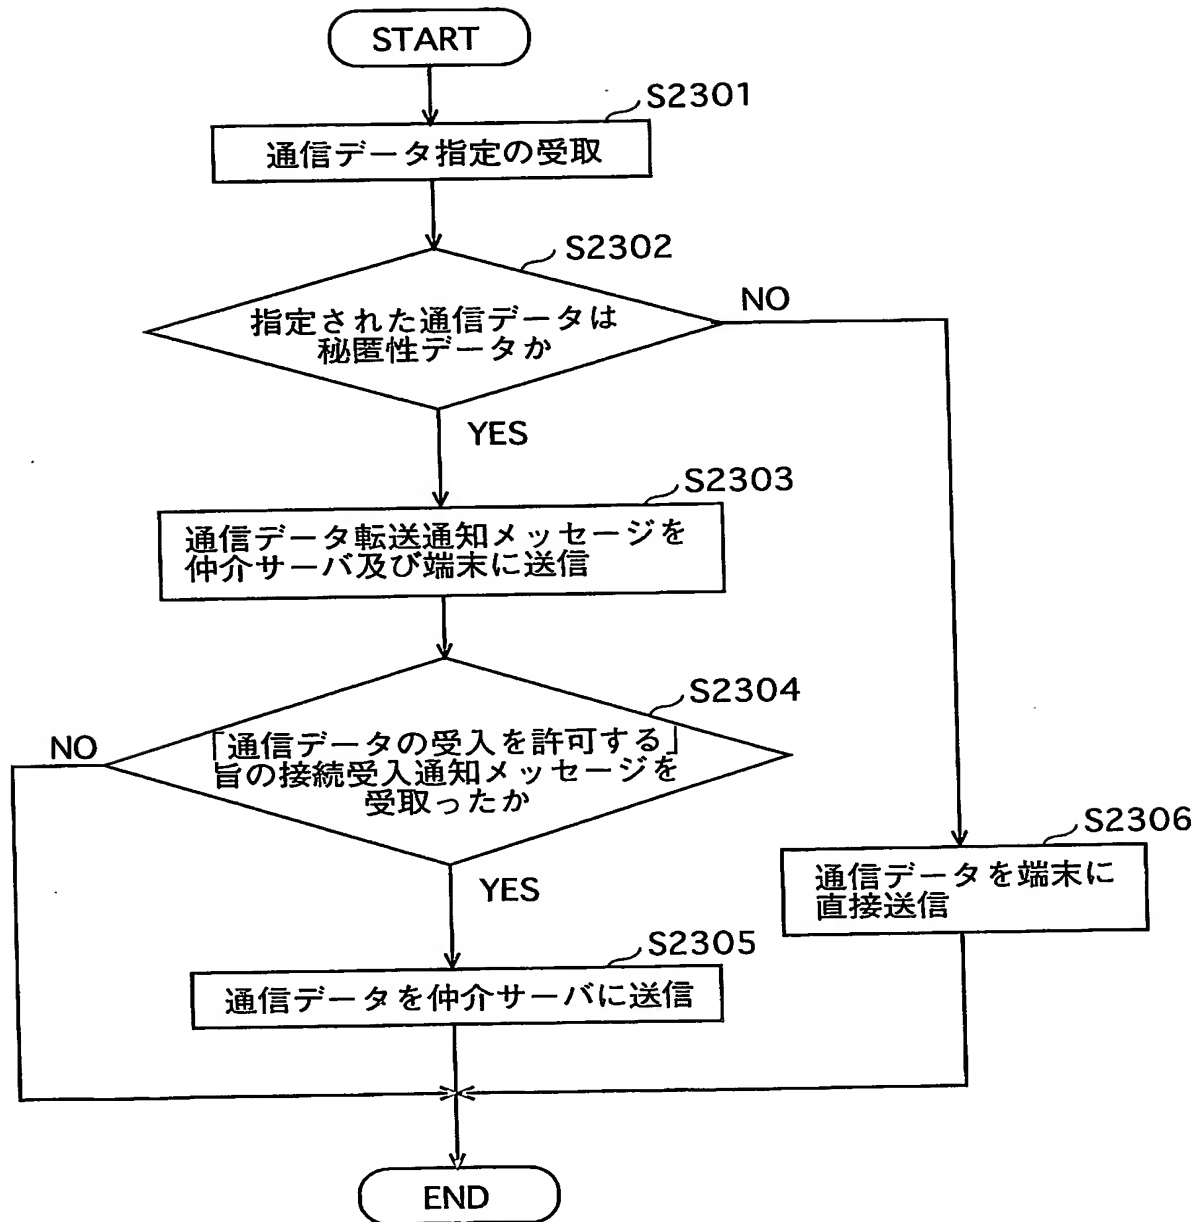 START
S2301
通信データ指定の受取
S2302
指定された通信データは
秘匿性データか
NO
YES
S2303
通信データ転送通知メッセージを
仲介サーバ及び端末に送信
S2304
NO
「通信データの受入を許可する」
旨の接続受入通知メッセージを
受取ったか
YES
S2306
通信データを端末に
直接送信
S2305
通信データを仲介サーバに送信
END